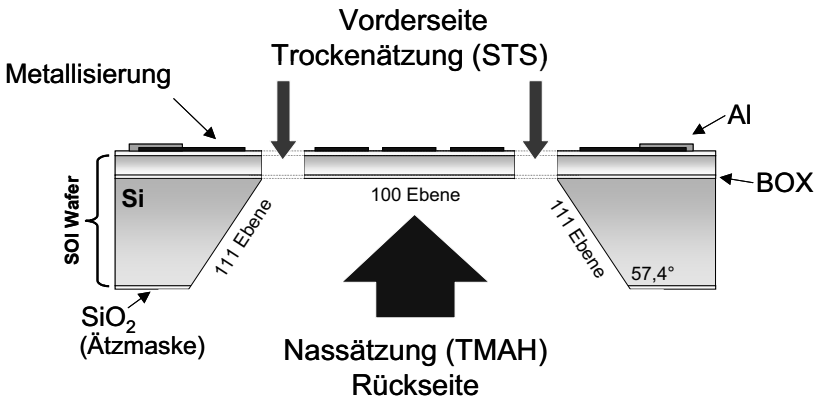 Vorderseite
Trockenätzung (STS)
Metallisierung
Al
BOX
Si
100 Ebene
SOI Wafer
111 Ebene
111 Ebene
57,4°
SiO2
(Ätzmaske)
Nassätzung (TMAH)
Rückseite